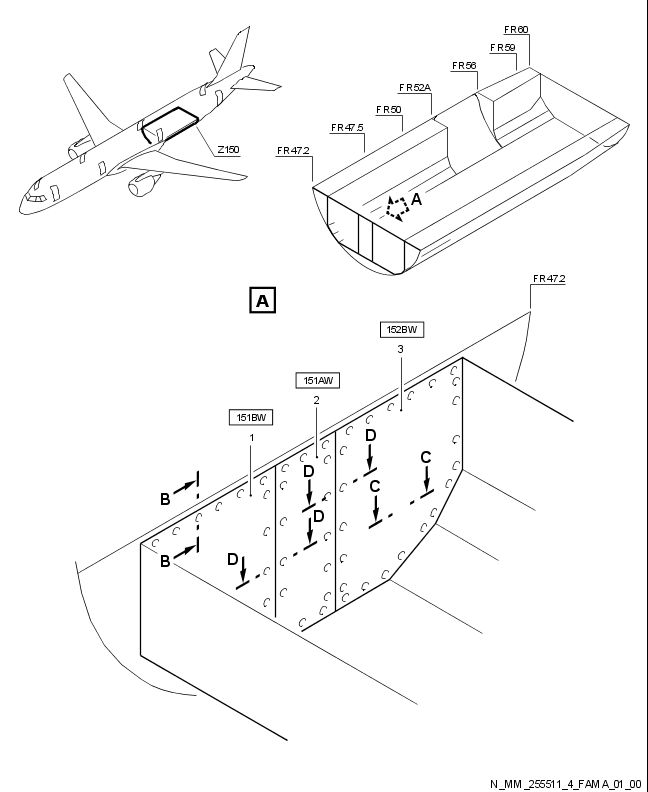 FR60
FR59
FR56
FR52A
FR50
FR47.5
FR47.2
Z150
A
A
FR47.2
152BW
3
151AW
2
151BW
1
D
C
D
B
C
D
B
D
N_MM_255511_4_FAMA_01_00